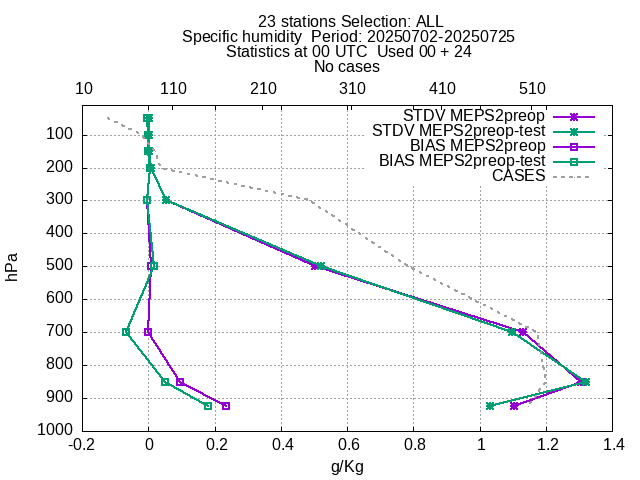 23 stations Selection: ALL
Specific humidity  Period: 20250702-20250725
Statistics at 00 UTC  Used 00 + 24
No cases
10 110 210 310 410 510
STDV MEPS2preop
STDV MEPS2preop-test
BIAS MEPS2preop
BIAS MEPS2preop-test
CASES
hPa
100
200
300
400
500
600
700
800
900
1000
-0.2 0 0.2 0.4 0.6 0.8 1 1.2 1.4
g/Kg